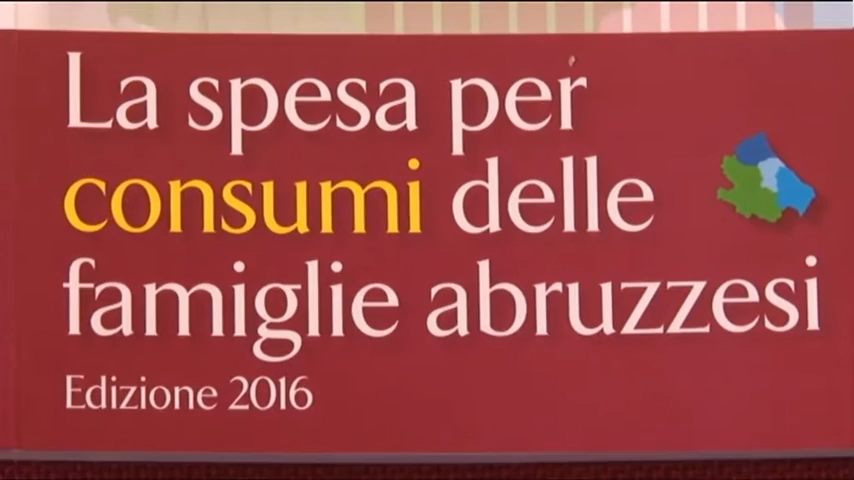 La spesa per
consumi delle
famiglie abruzzesi
Edizione 2016